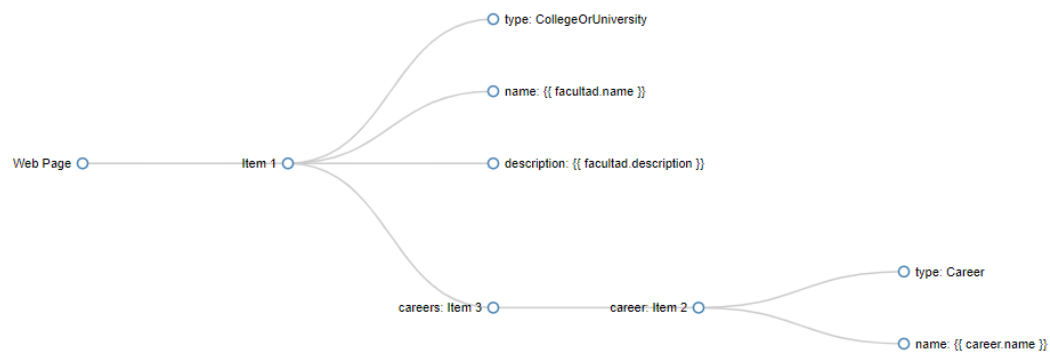 type: CollegeOrUniversity
name: {{ facultad.name }}
Web Page
Item 1
description: {{ facultad.description }}
type: Career
careers: Item 3
career: Item 2
name: {{ career.name }}